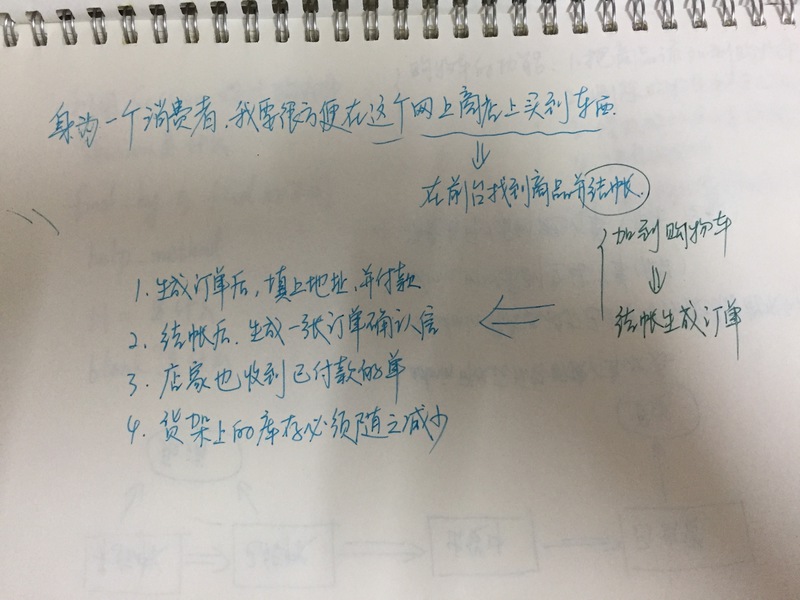 身为一个消费者,我要很方便在这个网上商店上买到东西.
在前台找到商品并结帐.
加到购物车
结帐生成订单
1. 生成订单后,填上地址,并付款
2. 结帐后,生成一张订单确认信
3. 店家也收到已付款的单
4. 货架上的库存必须随之减少